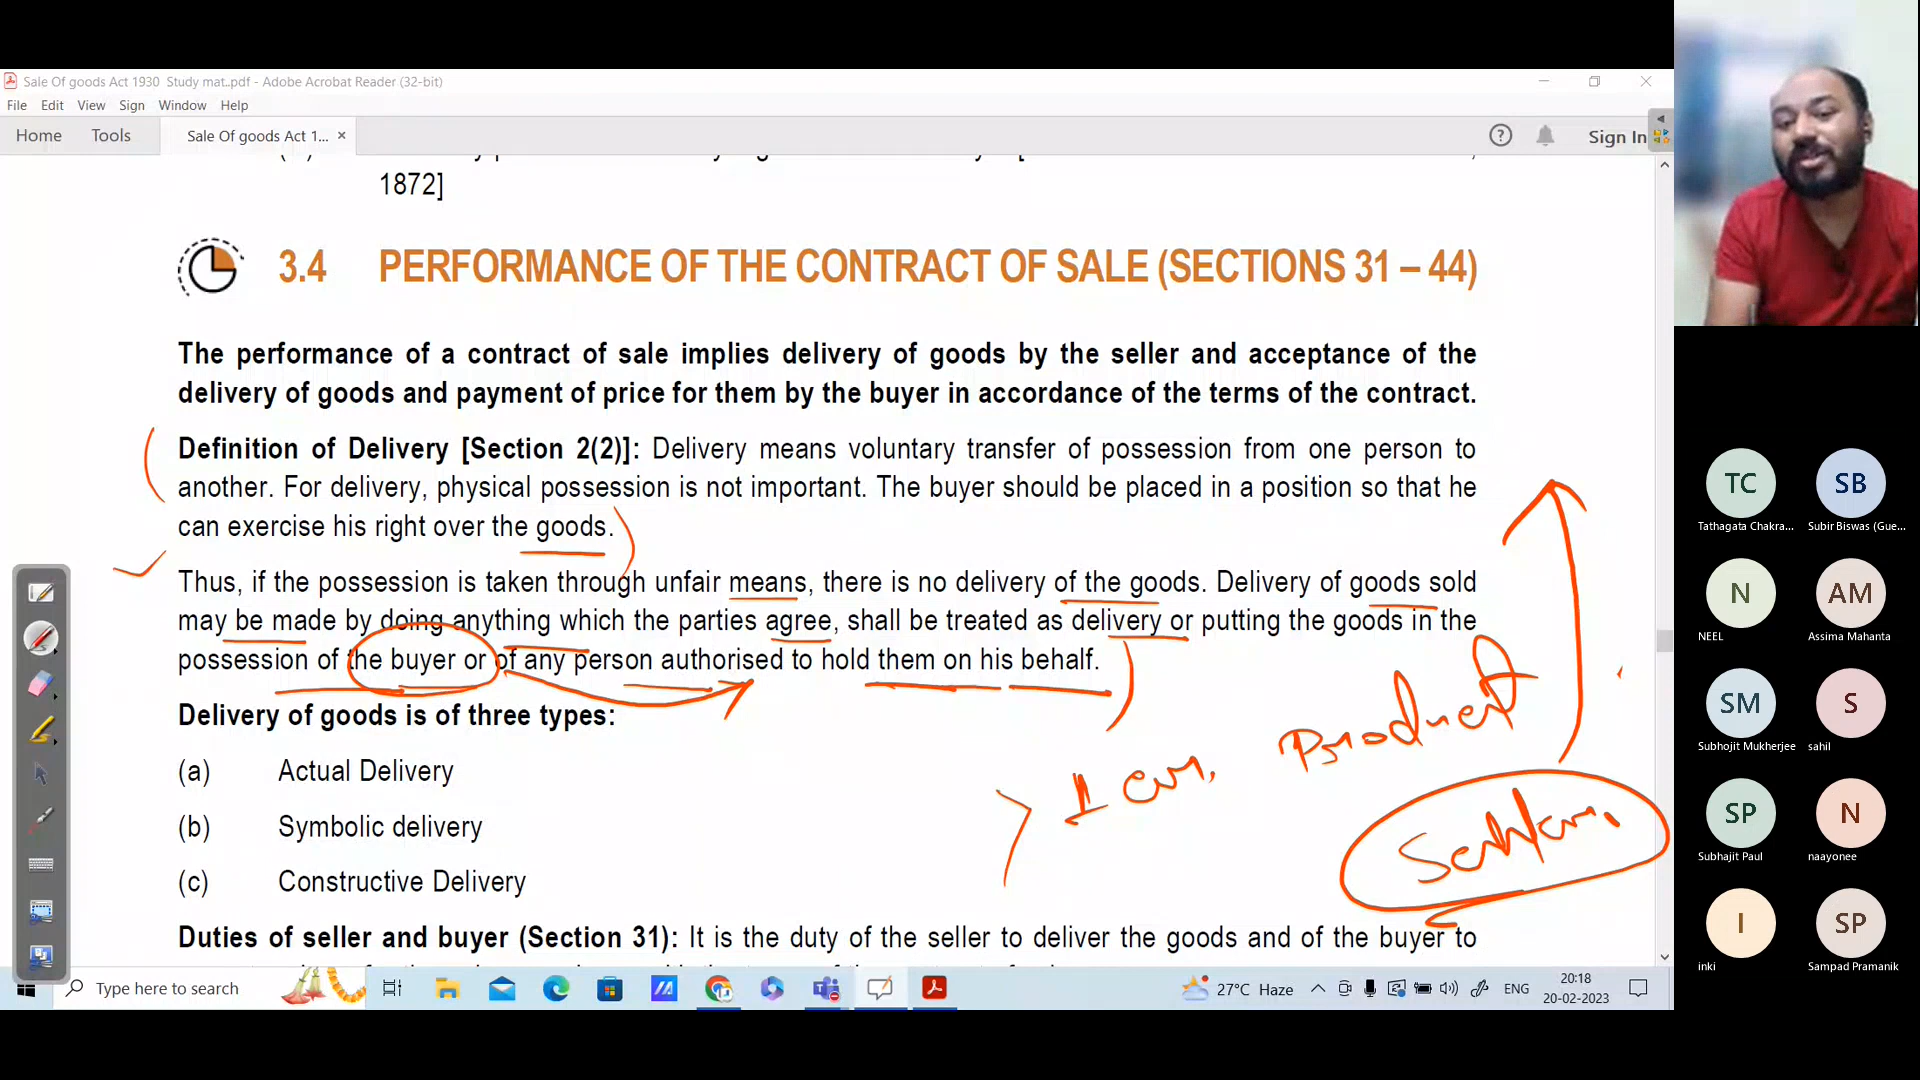 Sale Of goods Act 1930 Study mat..pdf - Adobe Acrobat Reader (32-bit)
File Edit View Sign Window Help
Home Tools Sale Of goods Act 1... × Sign In
1872]
3.4 PERFORMANCE OF THE CONTRACT OF SALE (SECTIONS 31 – 44)
The performance of a contract of sale implies delivery of goods by the seller and acceptance of the
delivery of goods and payment of price for them by the buyer in accordance of the terms of the contract.
Definition of Delivery [Section 2(2)]: Delivery means voluntary transfer of possession from one person to
another. For delivery, physical possession is not important. The buyer should be placed in a position so that he
can exercise his right over the goods.
Thus, if the possession is taken through unfair means, there is no delivery of the goods. Delivery of goods sold
may be made by doing anything which the parties agree, shall be treated as delivery or putting the goods in the
possession of the buyer or of any person authorised to hold them on his behalf.
Delivery of goods is of three types:
(a) Actual Delivery
(b) Symbolic delivery
(c) Constructive Delivery
1 Product
Duties of seller and buyer (Section 31): It is the duty of the seller to deliver the goods and of the buyer to
Type here to search
27°C Haze
ENG
20:18
20-02-2023
TC SB
Tathagata Chakra... Subir Biswas (Gue...
N AM
NEEL Assima Mahanta
SM S
Subhojit Mukherjee sahil
SP N
Subhajit Paul naayonee
I SP
inki Sampad Pramanik